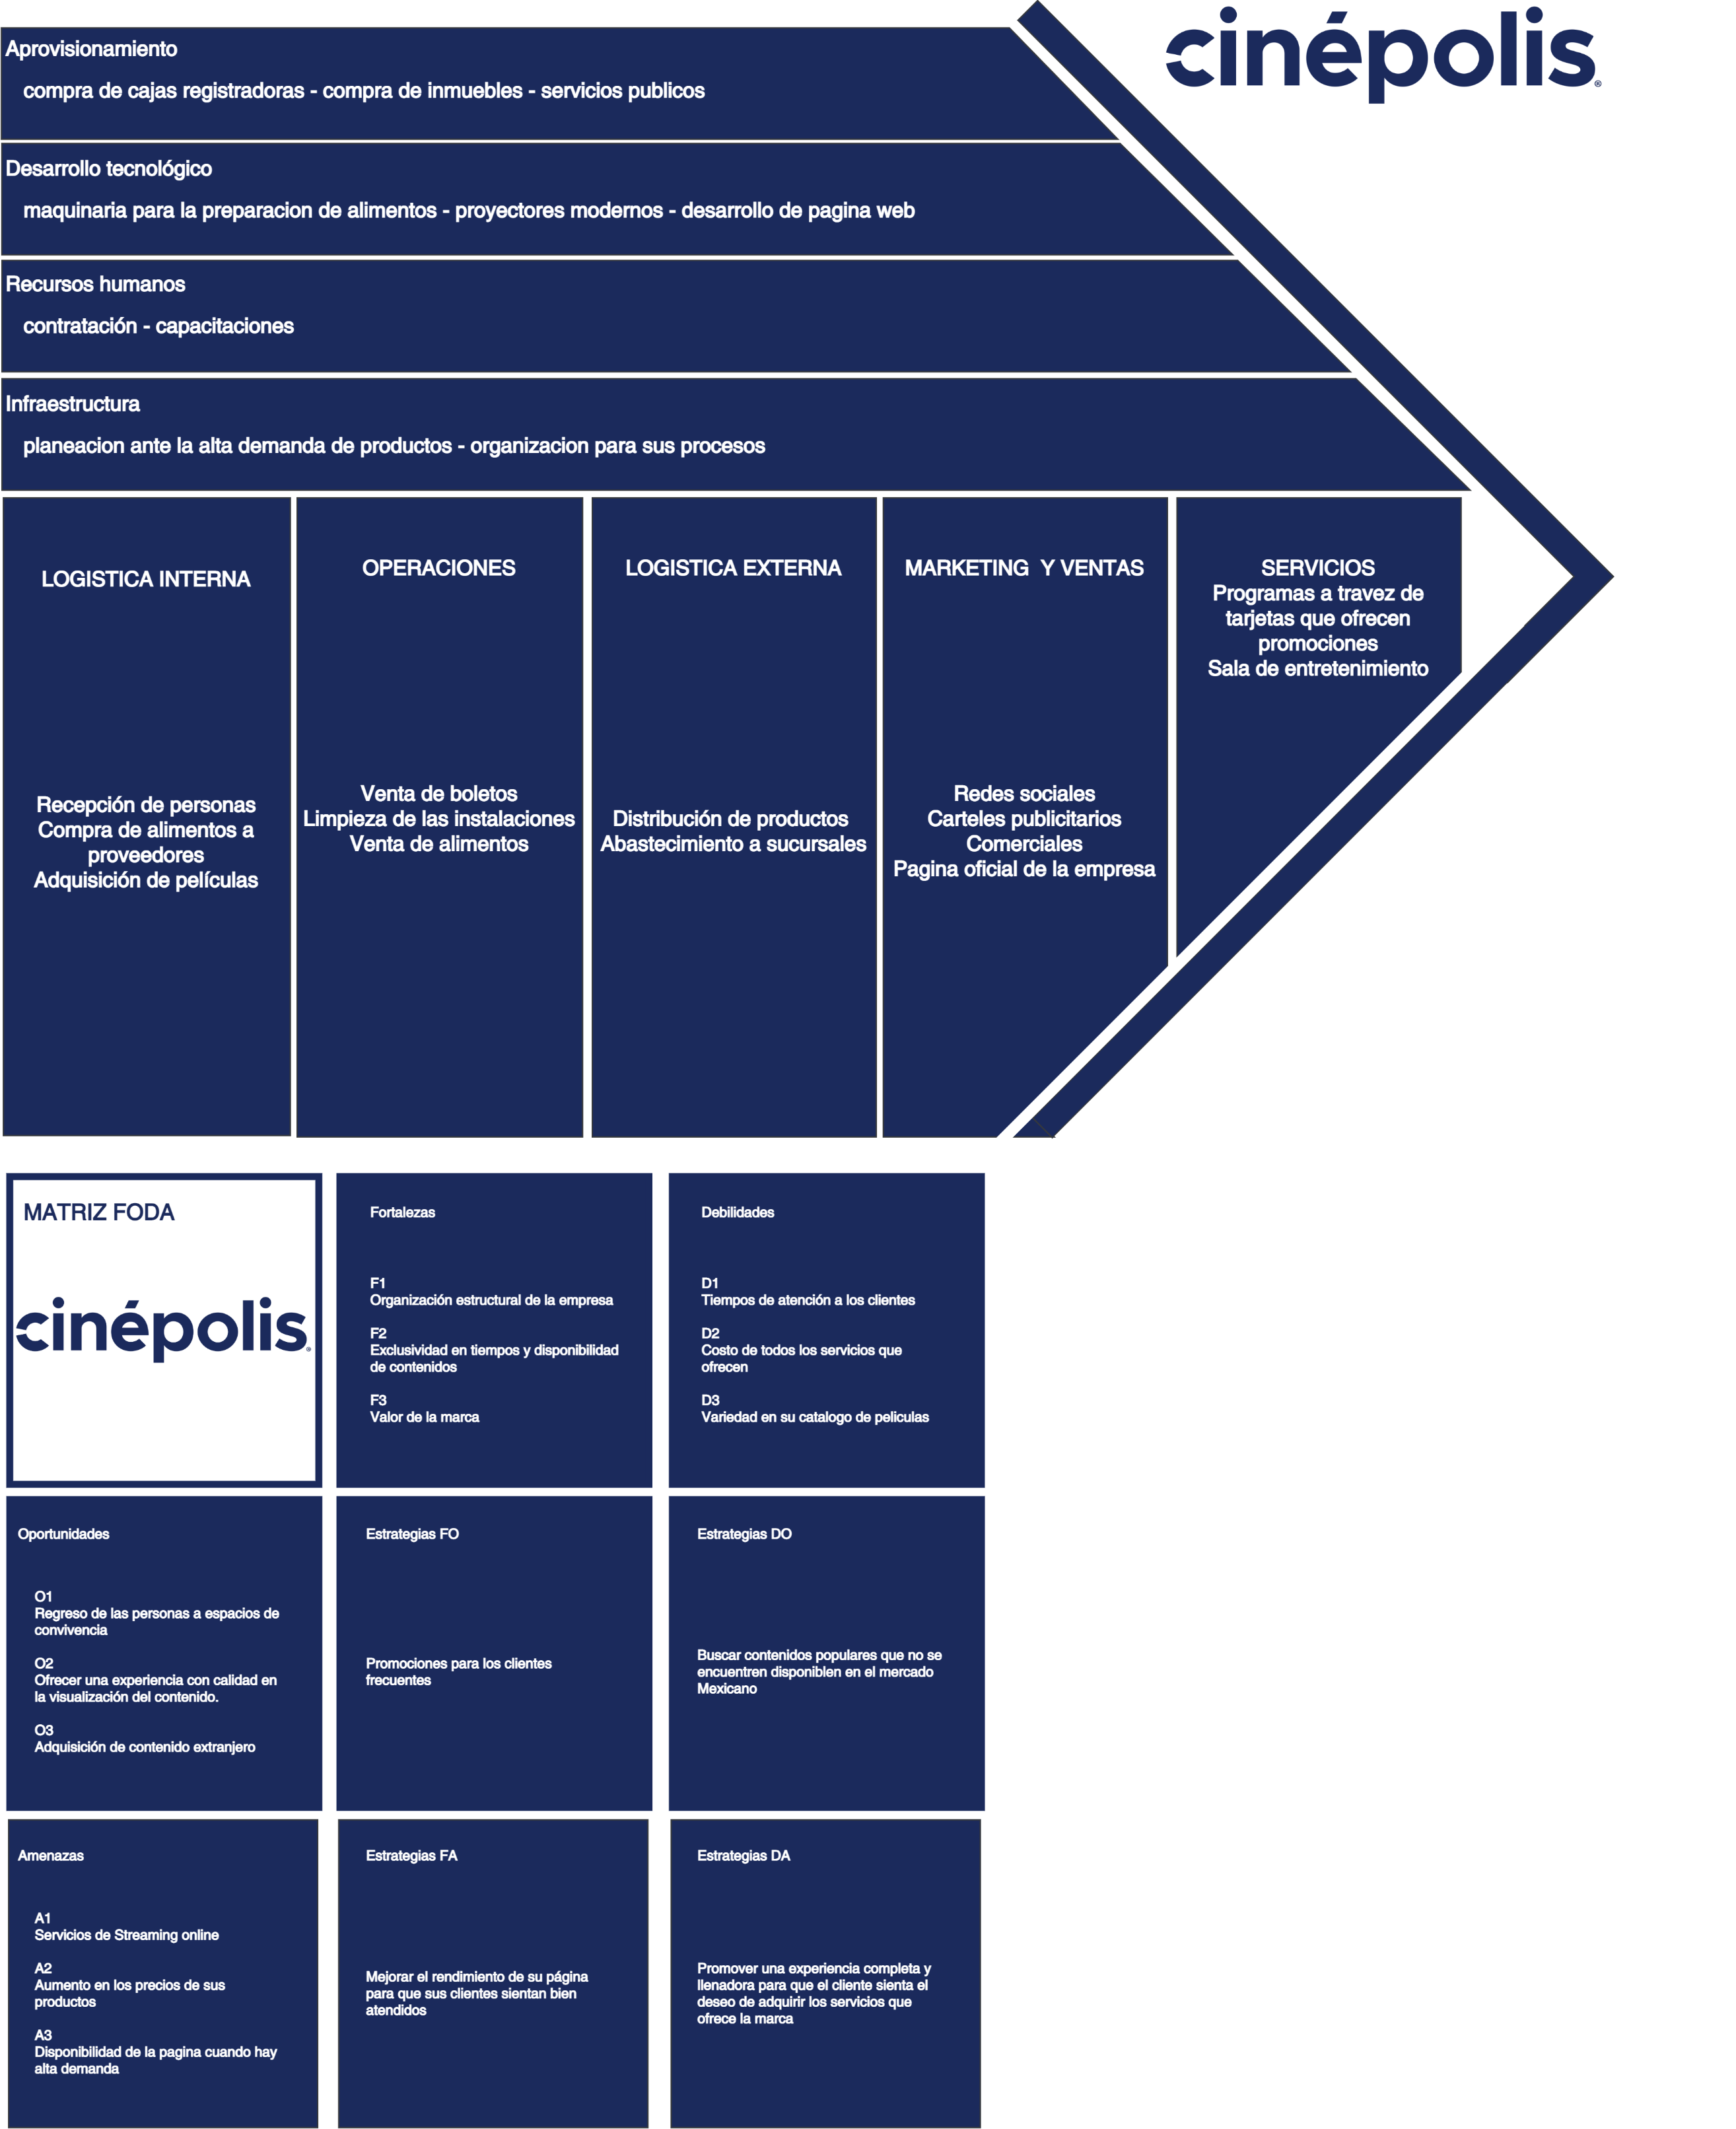 cinépolis®
Aprovisionamiento
compra de cajas registradoras - compra de inmuebles - servicios publicos
Desarrollo tecnológico
maquinaria para la preparacion de alimentos - proyectores modernos - desarrollo de pagina web
Recursos humanos
contratación - capacitaciones
Infraestructura
planeacion ante la alta demanda de productos - organizacion para sus procesos
LOGISTICA INTERNA
Recepción de personas
Compra de alimentos a
proveedores
Adquisición de películas
OPERACIONES
Venta de boletos
Limpieza de las instalaciones
Venta de alimentos
LOGISTICA EXTERNA
Distribución de productos
Abastecimiento a sucursales
MARKETING  Y VENTAS
Redes sociales
Carteles publicitarios
Comerciales
Pagina oficial de la empresa
SERVICIOS
Programas a travez de
tarjetas que ofrecen
promociones
Sala de entretenimiento
MATRIZ FODA
cinépolis®
Fortalezas
F1
Organización estructural de la empresa
F2
Exclusividad en tiempos y disponibilidad
de contenidos
F3
Valor de la marca
Debilidades
D1
Tiempos de atención a los clientes
D2
Costo de todos los servicios que
ofrecen
D3
Variedad en su catalogo de peliculas
Oportunidades
O1
Regreso de las personas a espacios de
convivencia
O2
Ofrecer una experiencia con calidad en
la visualización del contenido.
O3
Adquisición de contenido extranjero
Estrategias FO
Promociones para los clientes
frecuentes
Estrategias DO
Buscar contenidos populares que no se
encuentren disponiblen en el mercado
Mexicano
Amenazas
A1
Servicios de Streaming online
A2
Aumento en los precios de sus
productos
A3
Disponibilidad de la pagina cuando hay
alta demanda
Estrategias FA
Mejorar el rendimiento de su página
para que sus clientes sientan bien
atendidos
Estrategias DA
Promover una experiencia completa y
llenadora para que el cliente sienta el
deseo de adquirir los servicios que
ofrece la marca